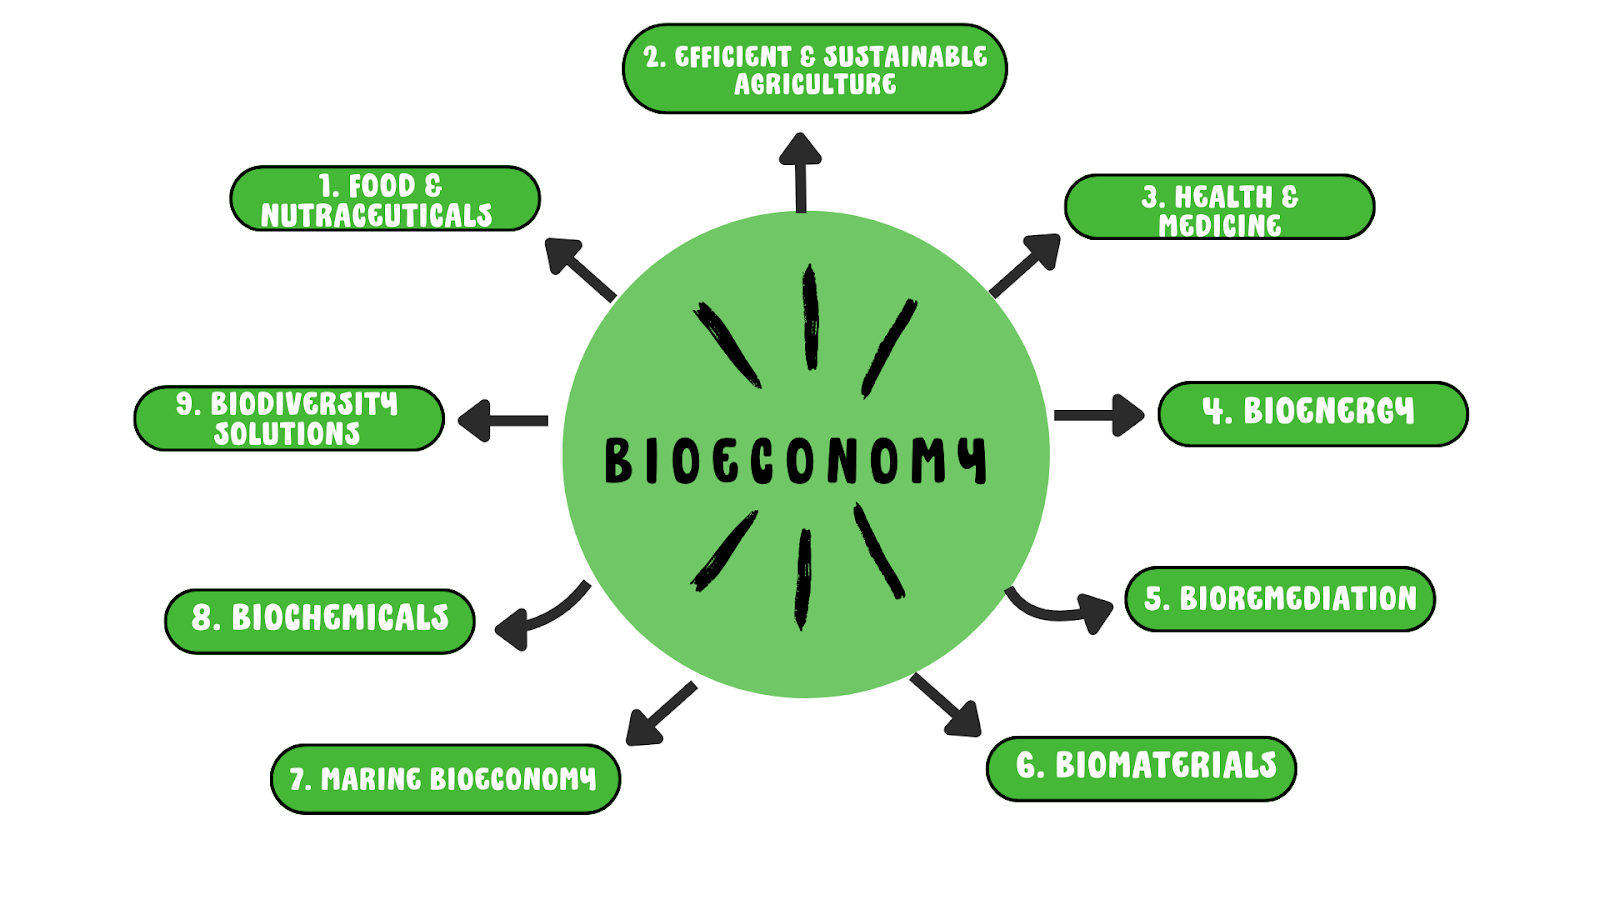 2. EFFICIENT & SUSTAINABLE
AGRICULTURE
1. FOOD &
NUTRACEUTICALS
3. HEALTH &
MEDICINE
9. BIODIVERSITY
SOLUTIONS
4. BIOENERGY
BIOECONOMY
8. BIOCHEMICALS
5. BIOREMEDIATION
7. MARINE BIOECONOMY
6. BIOMATERIALS